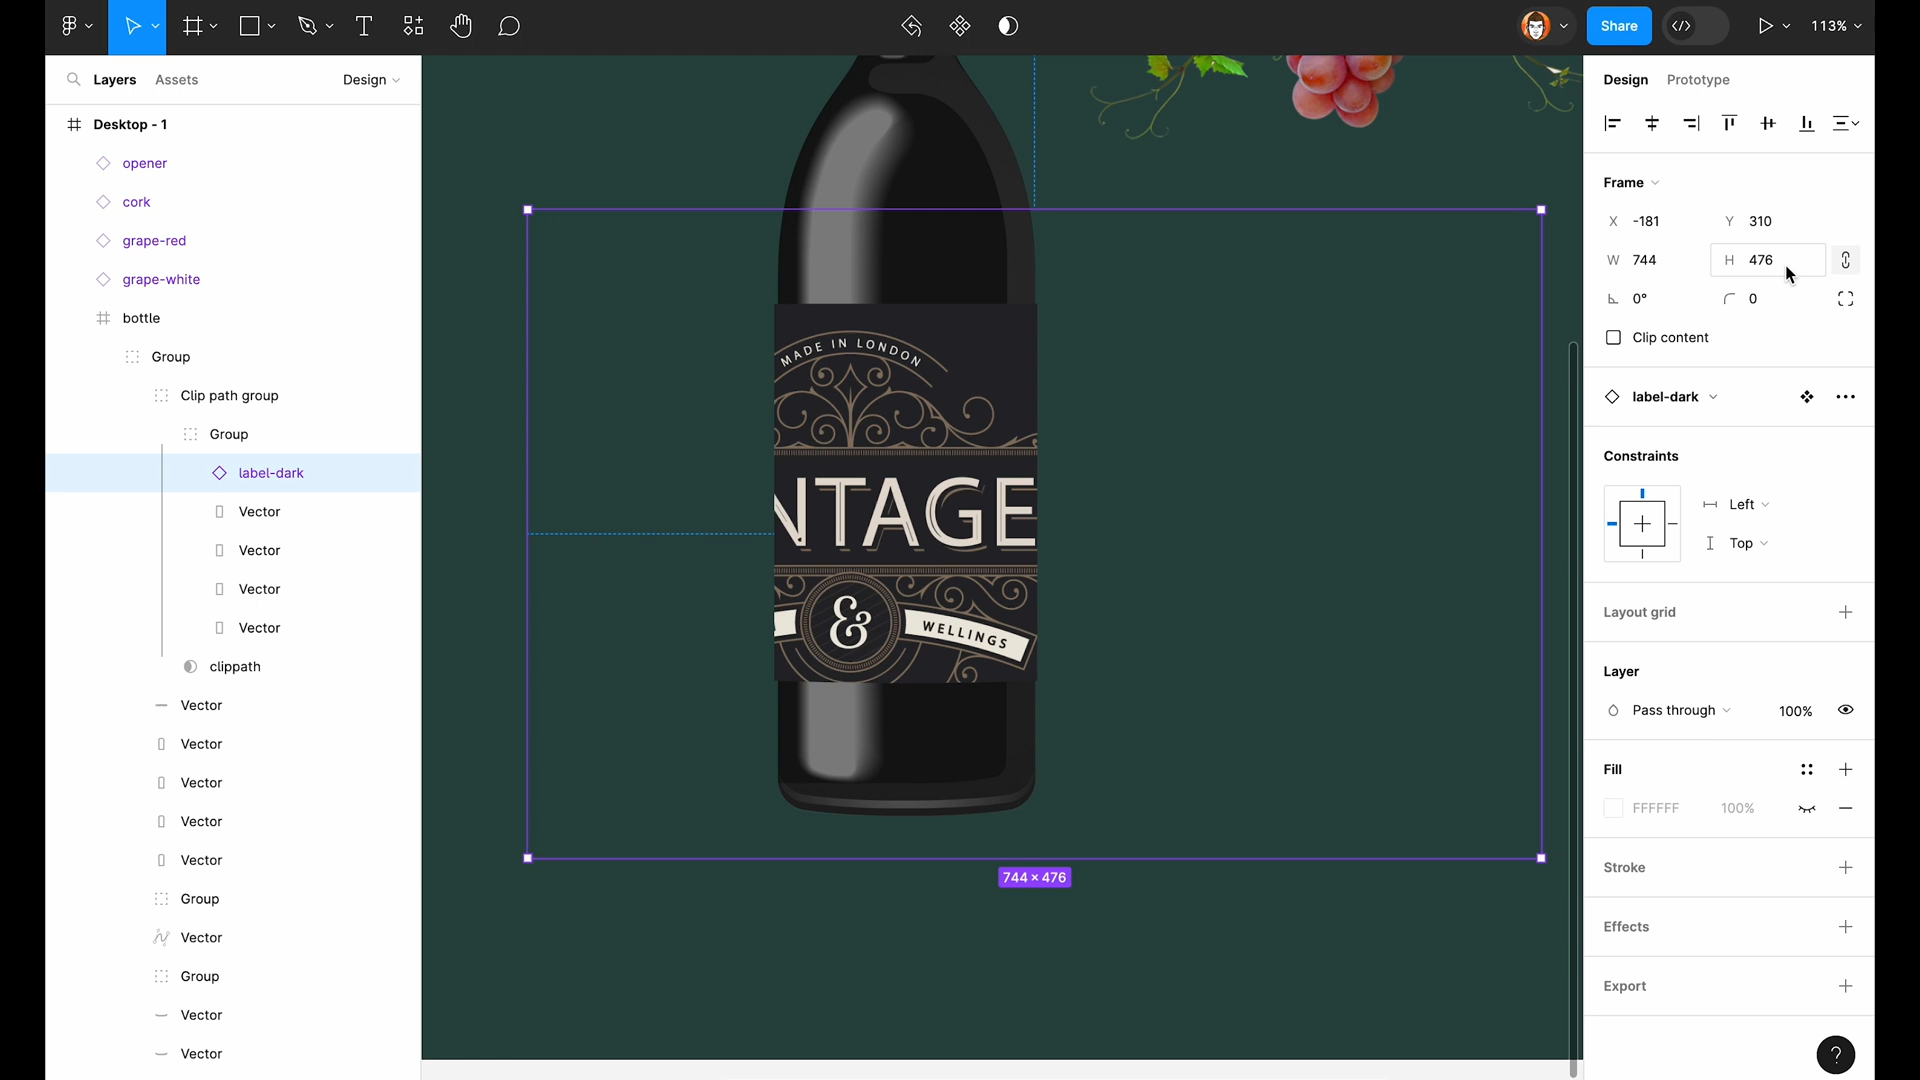 Share
113%
Layers
Assets
Design
Desktop - 1
opener
cork
grape-red
grape-white
bottle
Group
Clip path group
Group
label-dark
Vector
Vector
Vector
Vector
clippath
Vector
Vector
Vector
Vector
Vector
Group
Vector
Group
Vector
Vector
MADE IN LONDON
NTAGE
&
WELLINGS
744 × 476
Design
Prototype
Frame
X -181 Y 310
W 744 H 476
0° 0
Clip content
label-dark
Constraints
Left
Top
Layout grid
Layer
Pass through 100%
Fill
FFFFFF 100%
Stroke
Effects
Export
?